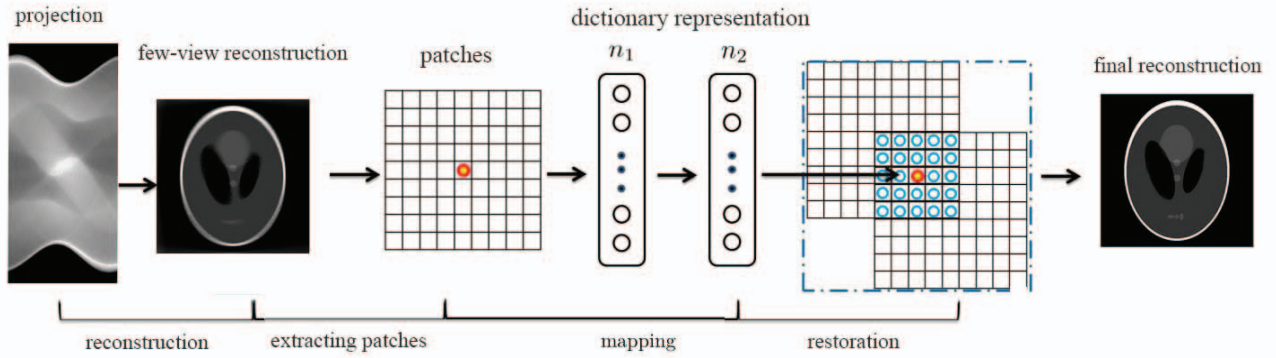 projection
few-view reconstruction
patches
dictionary representation
n₁
n₂
final reconstruction
reconstruction
extracting patches
mapping
restoration